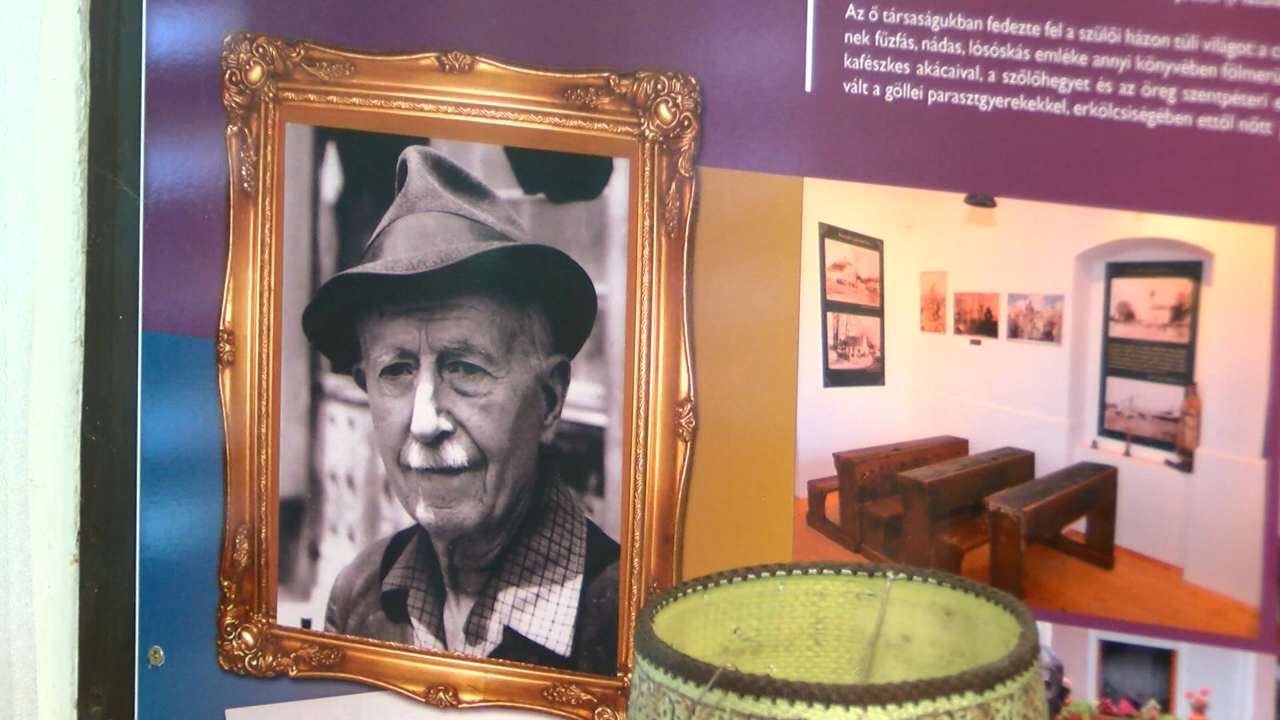 Az ő társaságukban fedezte fel a szülői házon túli világot: a
nek fűzfás, nádas, lósóskás emléke annyi könyvében fölmer
kafészkes akácaival, a szőlőhegyet és az öreg szentpéteri
vált a göllei parasztgyerekekkel, erkölcsiségében ettől nőtt